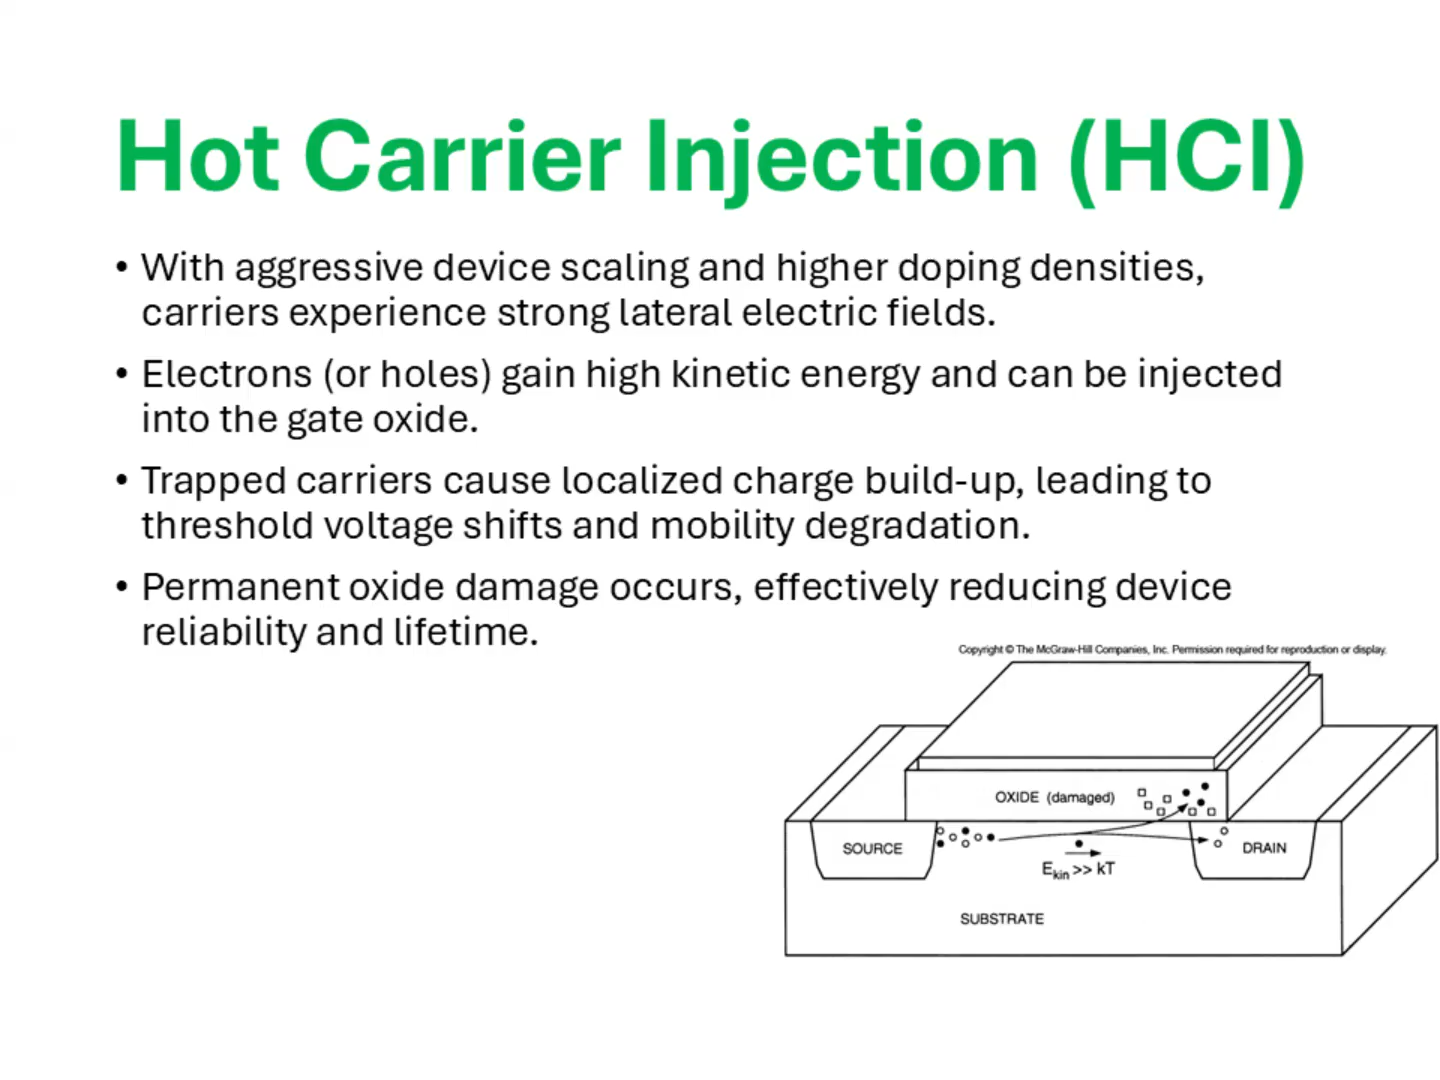 Hot Carrier Injection (HCI)
• With aggressive device scaling and higher doping densities,
carriers experience strong lateral electric fields.
• Electrons (or holes) gain high kinetic energy and can be injected
into the gate oxide.
• Trapped carriers cause localized charge build-up, leading to
threshold voltage shifts and mobility degradation.
• Permanent oxide damage occurs, effectively reducing device
reliability and lifetime.
Copyright © The McGraw-Hill Companies, Inc. Permission required for reproduction or display.
OXIDE (damaged)
SOURCE
DRAIN
Ekin >> kT
SUBSTRATE